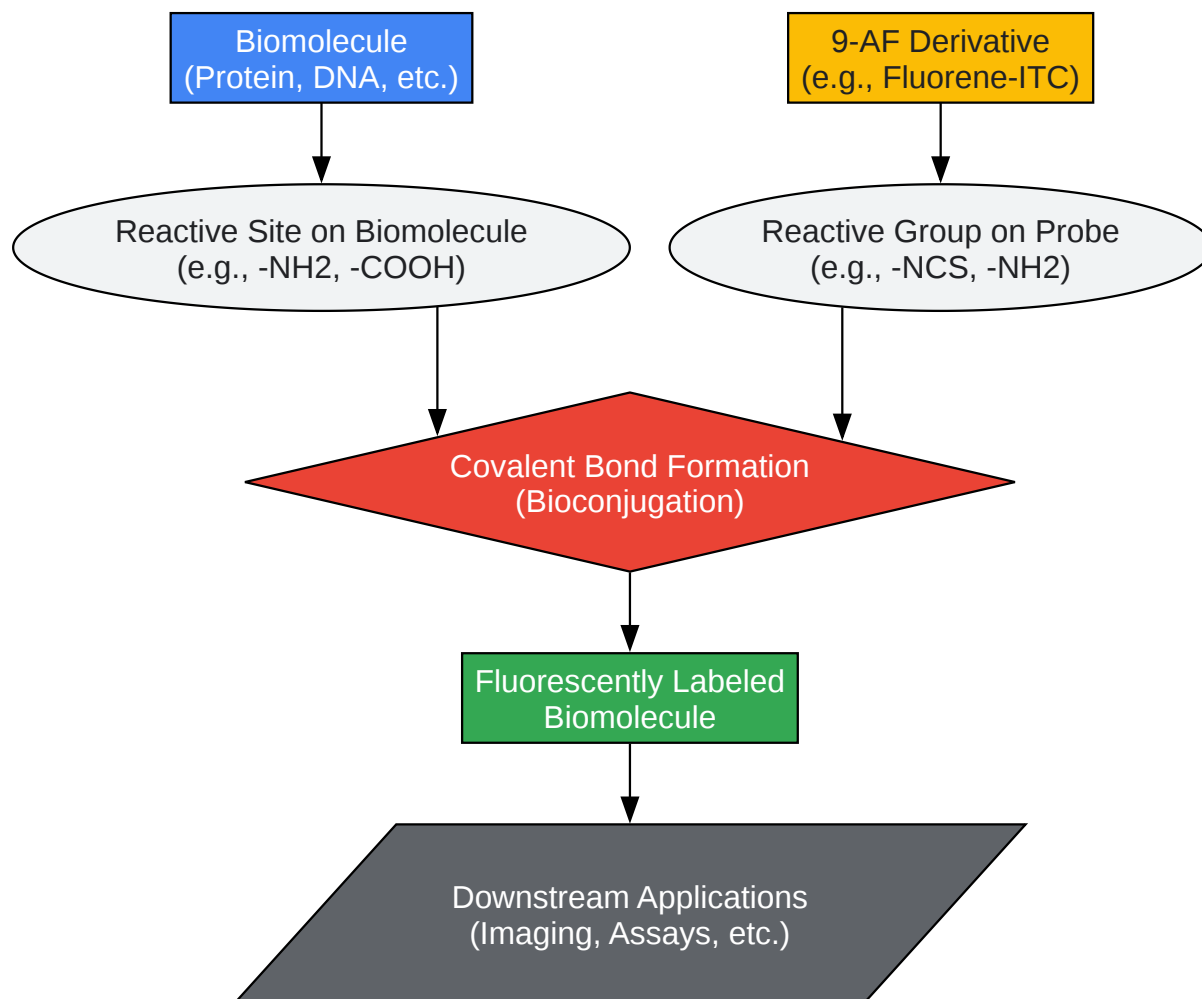 Biomolecule
(Protein, DNA, etc.)
9-AF Derivative
(e.g., Fluorene-ITC)
Reactive Site on Biomolecule
(e.g., -NH2, -COOH)
Reactive Group on Probe
(e.g., -NCS, -NH2)
Covalent Bond Formation
(Bioconjugation)
Fluorescently Labeled
Biomolecule
Downstream Applications
(Imaging, Assays, etc.)